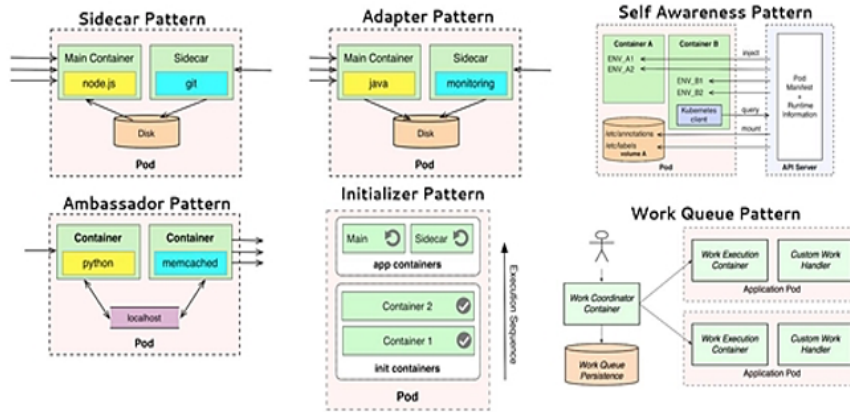 Sidecar Pattern
Main Container
Sidecar
node.js
git
Disk
Pod
Adapter Pattern
Main Container
Sidecar
java
monitoring
Disk
Pod
Self Awareness Pattern
Container A
Container B
ENV_A1
ENV_A2
ENV_B1
ENV_B2
Kubernetes
client
/etc/annotations
/etc/labels
volume A
Pod
inject
query
mount
Pod
Manifest
+
Runtime
Information
API Server
Ambassador Pattern
Container
Container
python
memcached
localhost
Pod
Initializer Pattern
Main
Sidecar
app containers
Container 2
Container 1
init containers
Pod
Execution Sequence
Work Queue Pattern
Work Coordinator
Container
Work Queue
Persistence
Work Execution
Container
Custom Work
Handler
Application Pod
Work Execution
Container
Custom Work
Handler
Application Pod